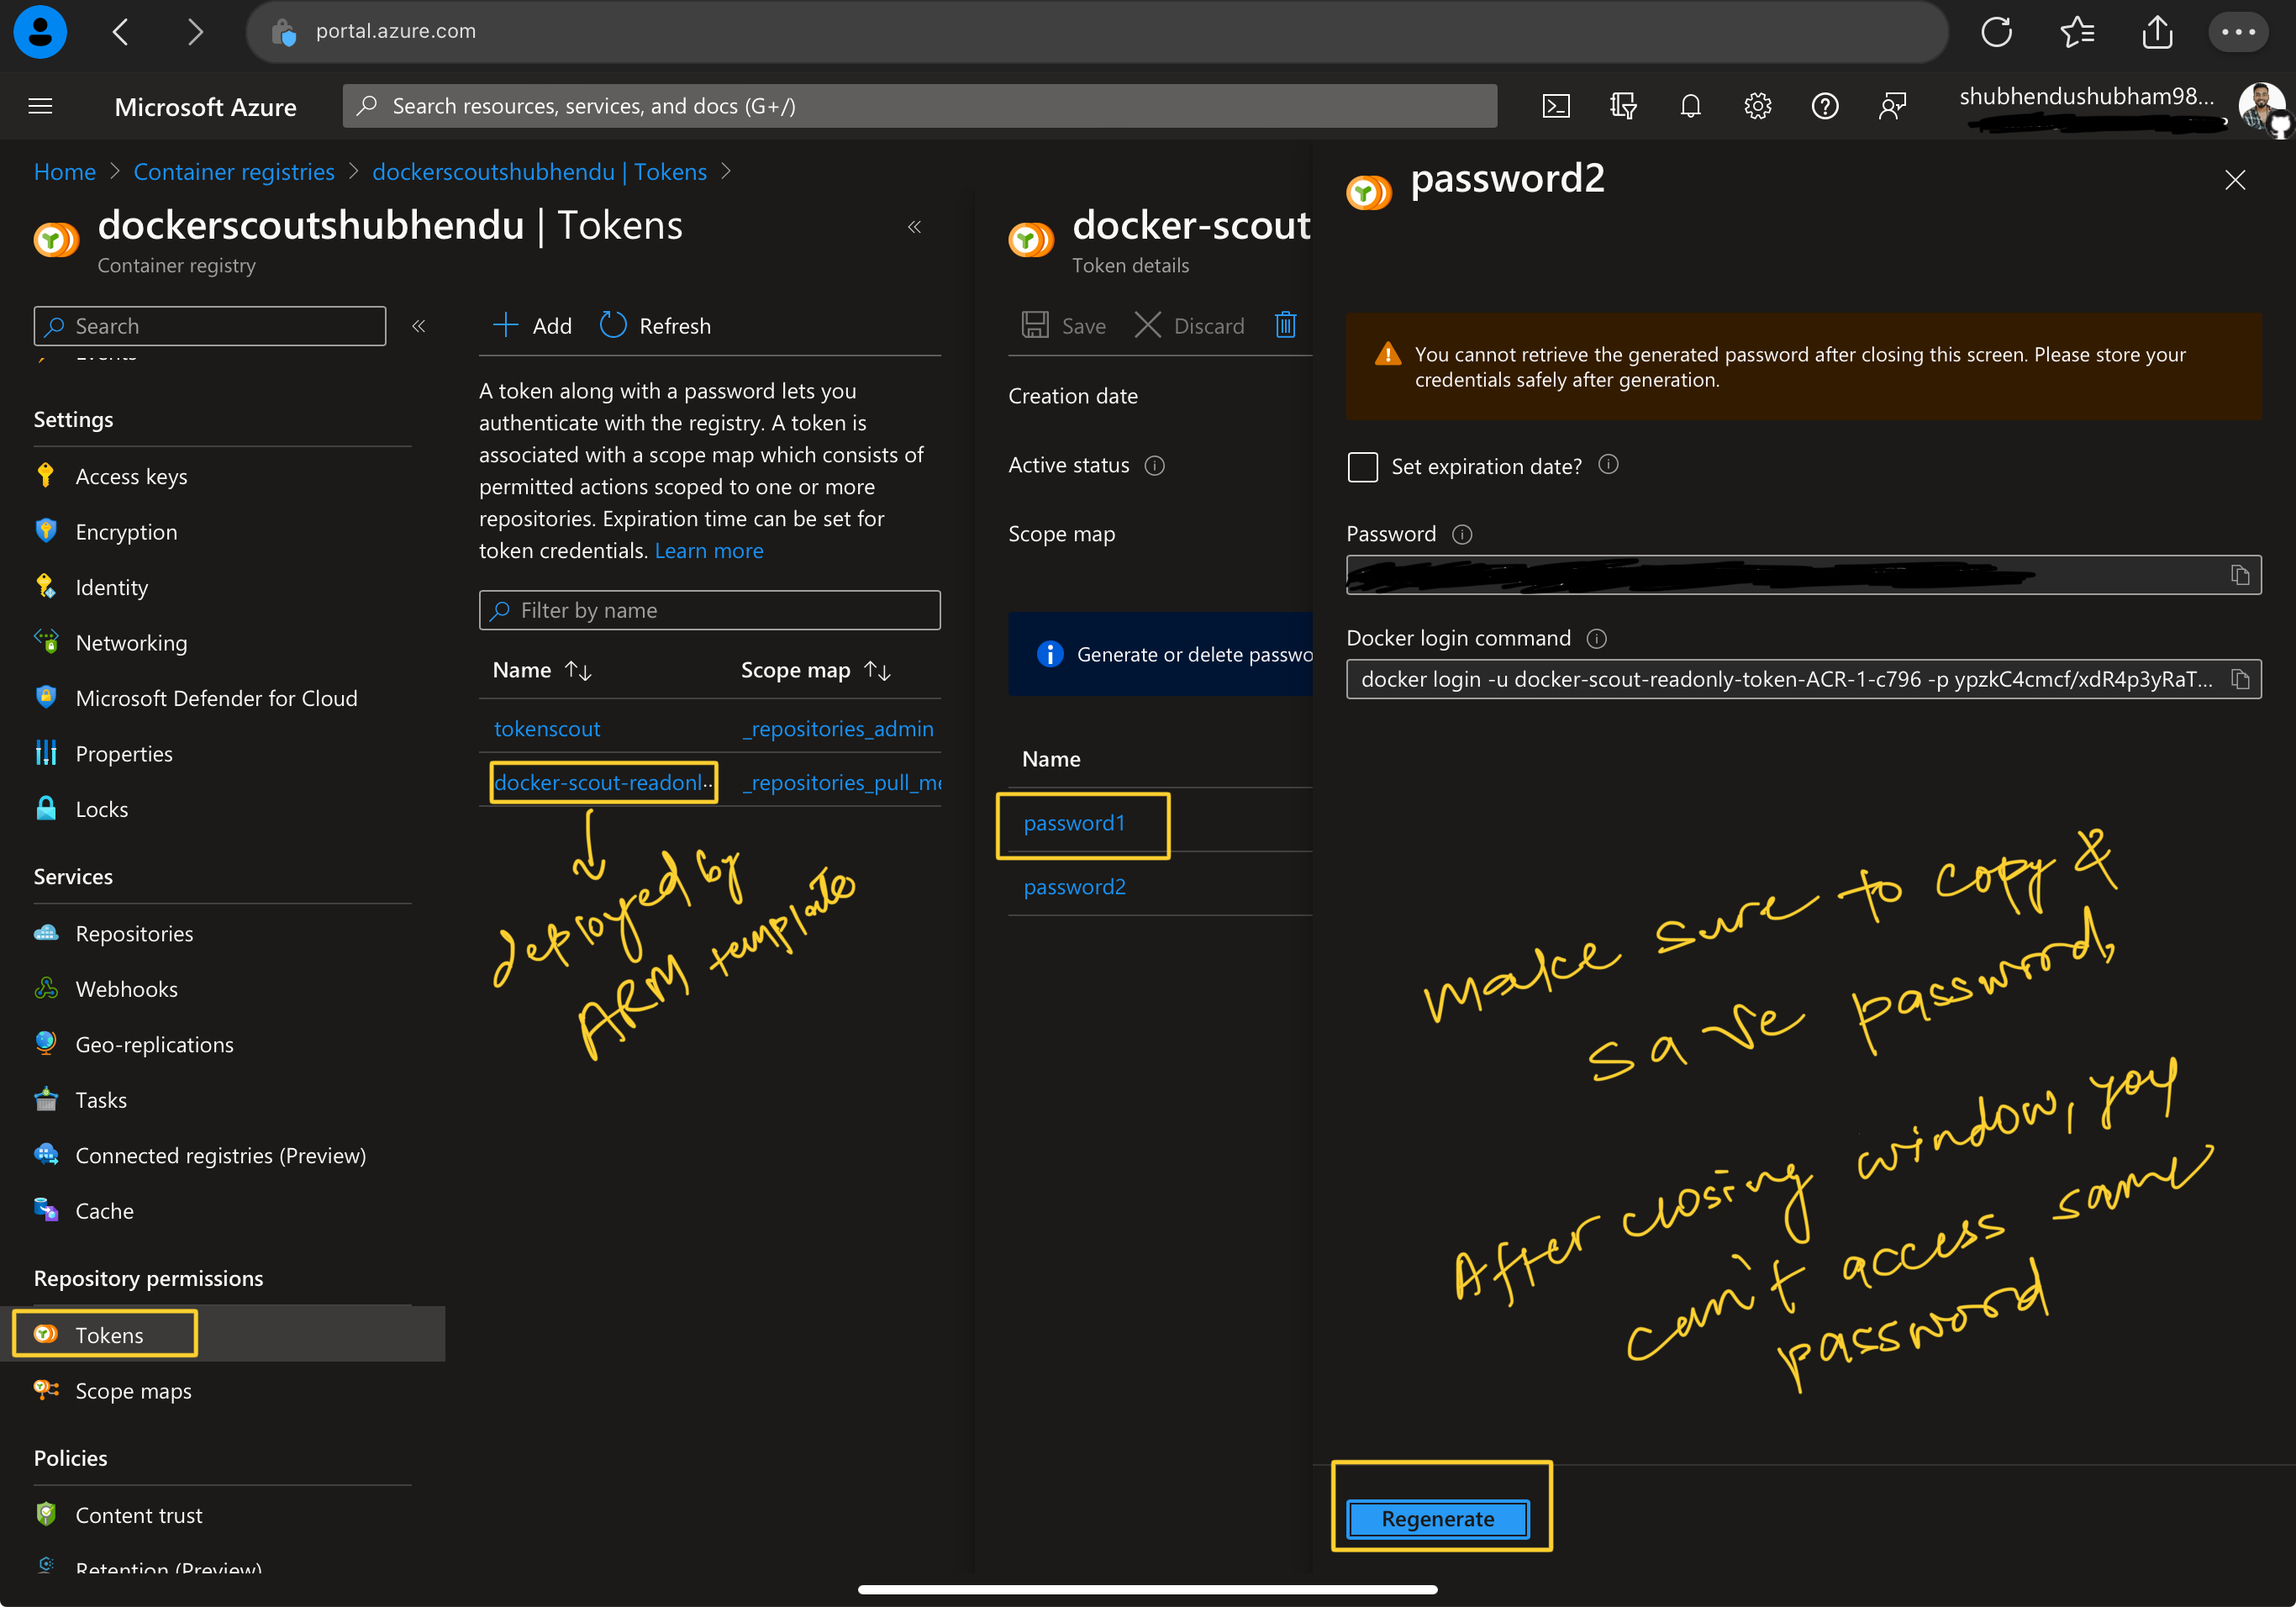 portal.azure.com
Microsoft Azure
Search resources, services, and docs (G+/)
shubhendushubham98...
Home > Container registries > dockerscoutshubhendu | Tokens >
dockerscoutshubhendu | Tokens
Container registry
Search
Events
Settings
Access keys
Encryption
Identity
Networking
Microsoft Defender for Cloud
Properties
Locks
Services
Repositories
Webhooks
Geo-replications
Tasks
Connected registries (Preview)
Cache
Repository permissions
Tokens
Scope maps
Policies
Content trust
Retention (Preview)
Add Refresh
A token along with a password lets you
authenticate with the registry. A token is
associated with a scope map which consists of
permitted actions scoped to one or more
repositories. Expiration time can be set for
token credentials. Learn more
Filter by name
Name Scope map
tokenscout _repositories_admin
docker-scout-readonl... _repositories_pull_me
deployed by
ARM template
docker-scout
Token details
Save Discard
Creation date
Active status
Scope map
Generate or delete passwo
Name
password1
password2
password2
You cannot retrieve the generated password after closing this screen. Please store your
credentials safely after generation.
Set expiration date?
Password
Docker login command
docker login -u docker-scout-readonly-token-ACR-1-c796 -p ypzkC4cmcf/xdR4p3yRaT...
Make sure to copy &
save password,
After closing window, you
can't access same
password
Regenerate